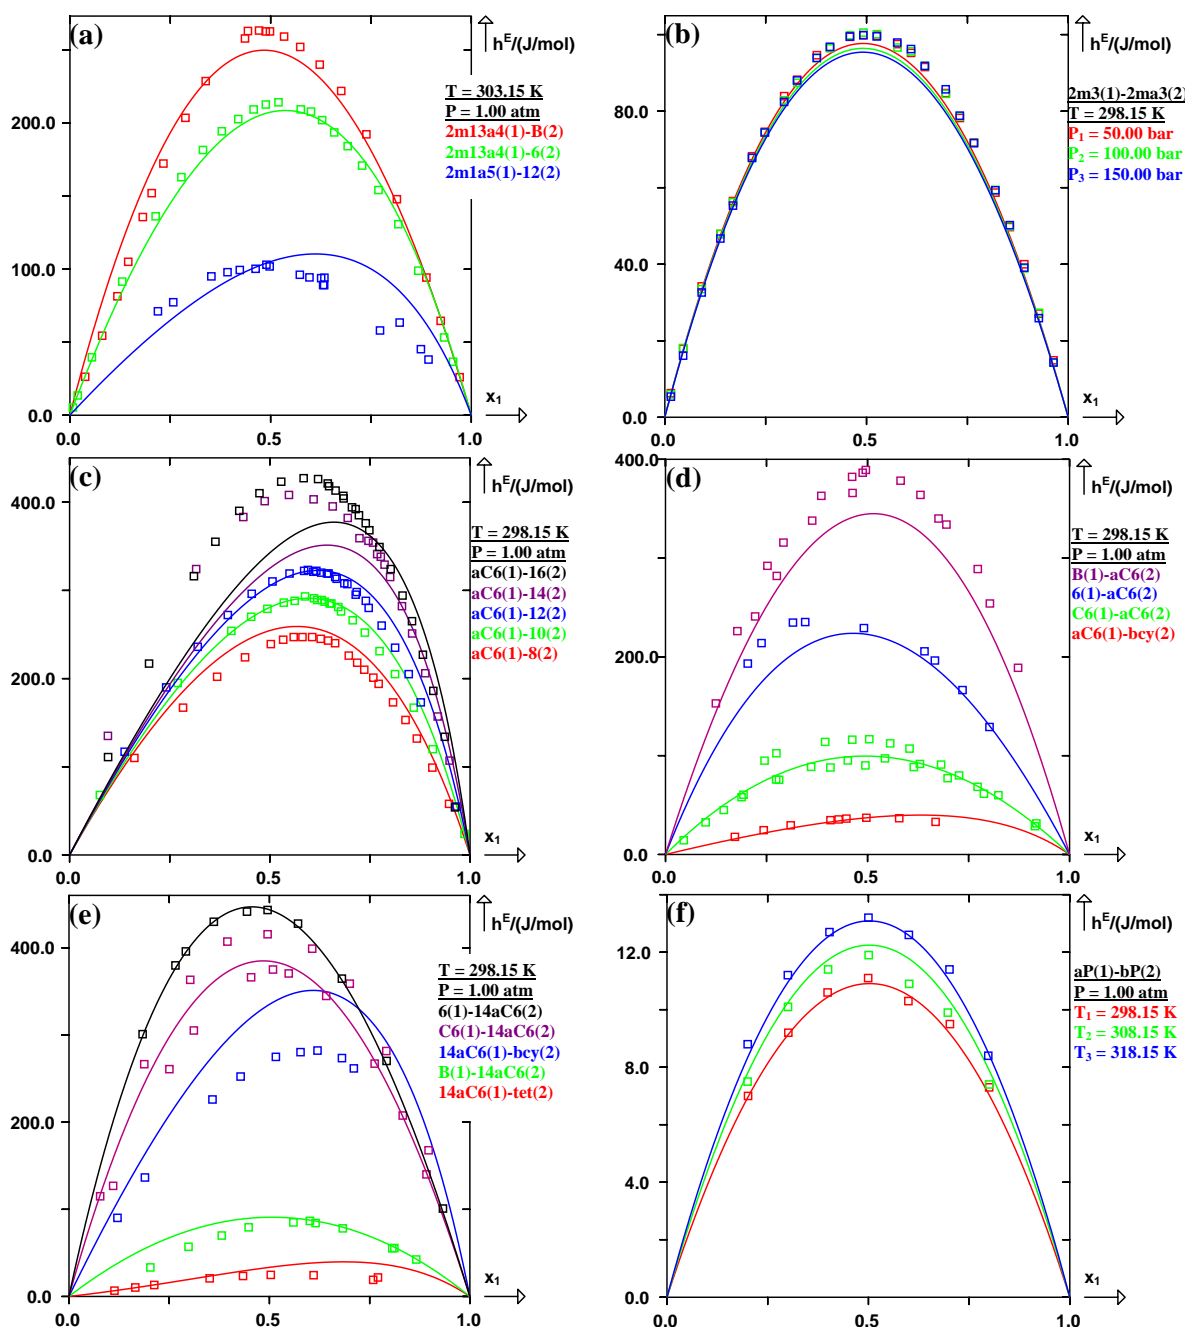 (a)
hᴱ/(J/mol)
T = 303.15 K
P = 1.00 atm
2m13a4(1)-B(2)
2m13a4(1)-6(2)
2m1a5(1)-12(2)
200.0
100.0
0.0
x₁
0.0
0.5
1.0
(b)
hᴱ/(J/mol)
2m3(1)-2ma3(2)
T = 298.15 K
P₁ = 50.00 bar
P₂ = 100.00 bar
P₃ = 150.00 bar
80.0
40.0
0.0
x₁
0.0
0.5
1.0
(c)
hᴱ/(J/mol)
T = 298.15 K
P = 1.00 atm
aC6(1)-16(2)
aC6(1)-14(2)
aC6(1)-12(2)
aC6(1)-10(2)
aC6(1)-8(2)
400.0
200.0
0.0
x₁
0.0
0.5
1.0
(d)
hᴱ/(J/mol)
T = 298.15 K
P = 1.00 atm
B(1)-aC6(2)
6(1)-aC6(2)
C6(1)-aC6(2)
aC6(1)-bcy(2)
400.0
200.0
0.0
x₁
0.0
0.5
1.0
(e)
hᴱ/(J/mol)
T = 298.15 K
P = 1.00 atm
6(1)-14aC6(2)
C6(1)-14aC6(2)
14aC6(1)-bcy(2)
B(1)-14aC6(2)
14aC6(1)-tet(2)
400.0
200.0
0.0
x₁
0.0
0.5
1.0
(f)
hᴱ/(J/mol)
aP(1)-bP(2)
P = 1.00 atm
T₁ = 298.15 K
T₂ = 308.15 K
T₃ = 318.15 K
12.0
8.0
4.0
0.0
x₁
0.0
0.5
1.0